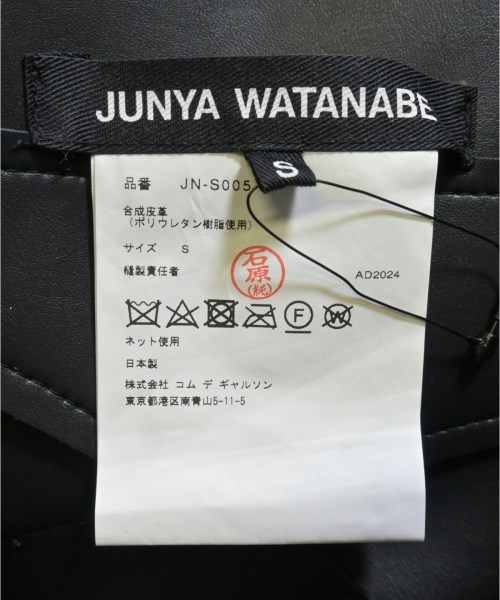 JUNYA WATANABE
S
品番 JN-S005
合成皮革
(ポリウレタン樹脂使用)
サイズ S
縫製責任者
石原
(純)
AD2024
F
W
ネット使用
日本製
株式会社 コム デ ギャルソン
東京都港区南青山5-11-5